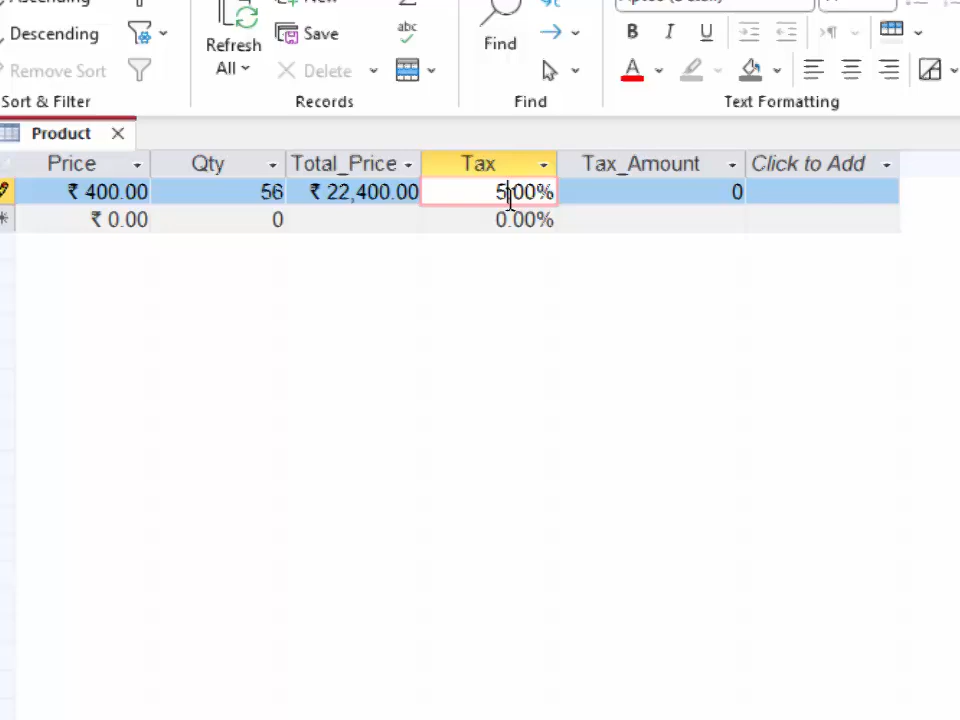 Ascending
New
Descending
Save
abc
Refresh
All
Find
B I U
Remove Sort
Delete
A
Sort & Filter
Records
Find
Text Formatting
Product
Price Qty Total_Price Tax Tax_Amount Click to Add
₹ 400.00 56 ₹ 22,400.00 5.00% 0
₹ 0.00 0 0.00%